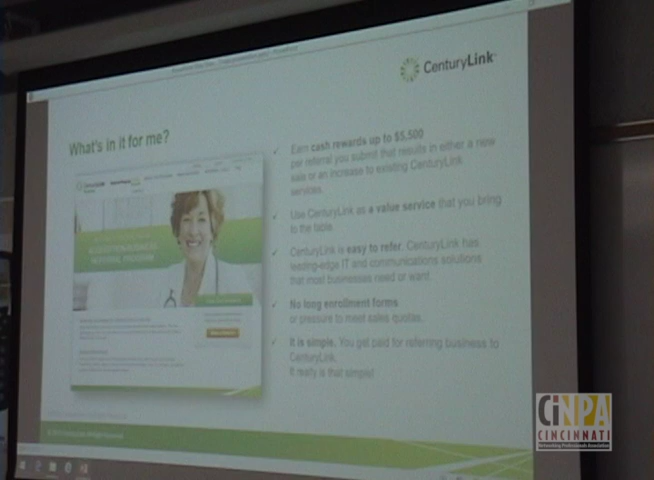 CenturyLink™
What's in it for me?
✓ Earn cash rewards up to $5,500
per referral you submit that results in either a new
sale or an increase to existing CenturyLink
services.
✓ Use CenturyLink as a value service that you bring
to the table.
✓ CenturyLink is easy to refer. CenturyLink has
leading-edge IT and communications solutions
that most businesses need or want.
✓ No long enrollment forms
or pressure to meet sales quotas.
✓ It is simple. You get paid for referring business to
CenturyLink.
It really is that simple!
CiNPA
CINCINNATI
Networking Professionals Association